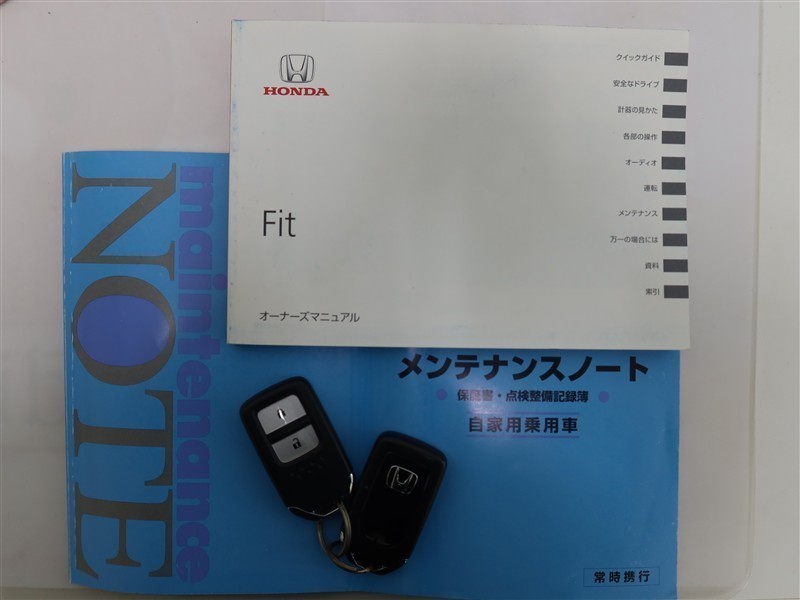 HONDA
Fit
オーナーズマニュアル
クイックガイド
安全なドライブ
計器の見かた
各部の操作
オーディオ
運転
メンテナンス
万一の場合には
資料
索引
maintenance
NOTE
メンテナンスノート
保証書・点検整備記録簿
自家用乗用車
常時携行